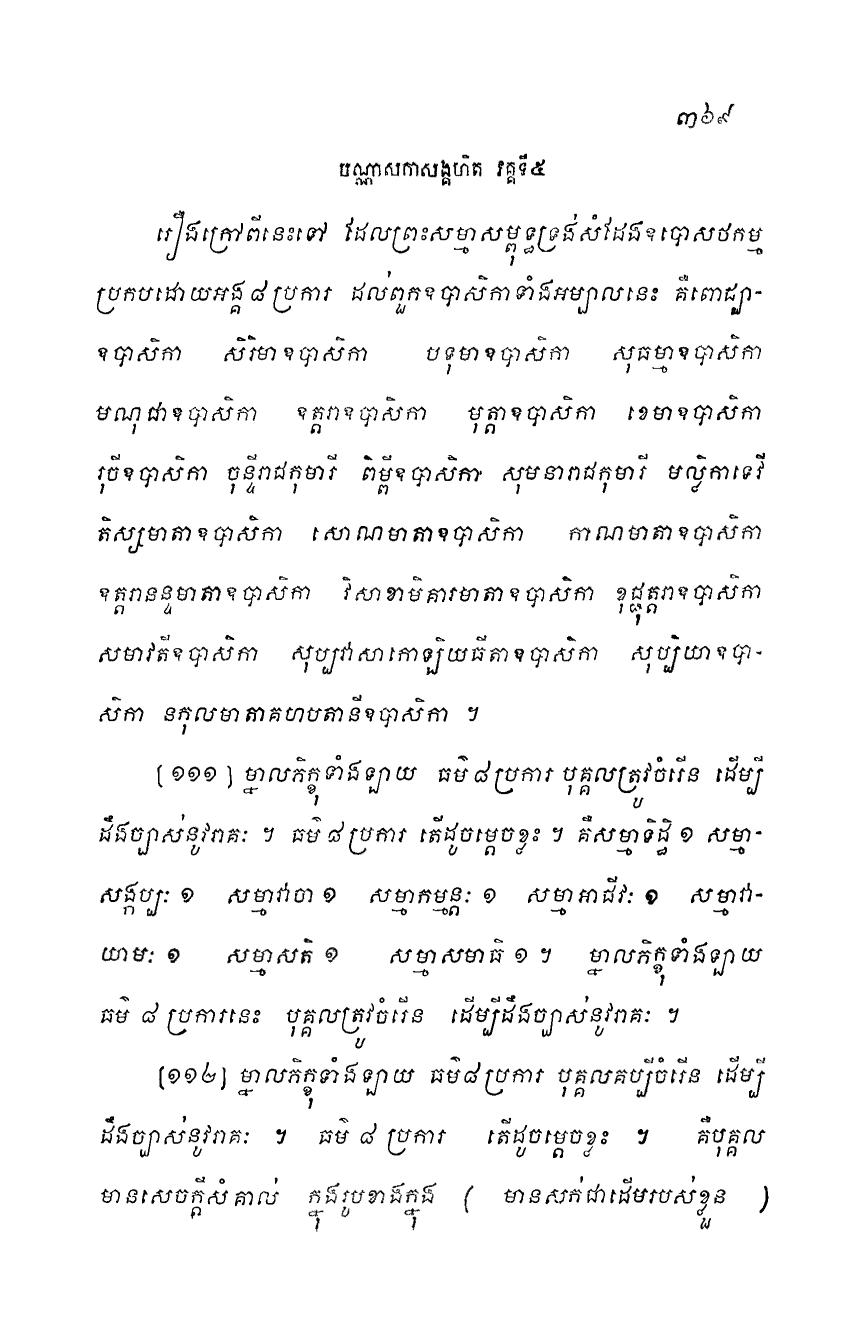 ៣៦៩
បណ្ណាសកាសង្គហិត វគ្គទី៥
រឿងក្រៅពីនេះទៅ ដែលព្រះសម្មាសម្ពុទ្ធទ្រង់សំដែងឧបោសថកម្ម
ប្រកបដោយអង្គ ៨ ប្រការ ដល់ពួកឧបាសិកាទាំងអម្បាលនេះ គឺពោជ្ឈា-
ឧបាសិកា សិរិមាឧបាសិកា បទុមាឧបាសិកា សុធម្មាឧបាសិកា
មណុជាឧបាសិកា ឧត្តរាឧបាសិកា មុត្តាឧបាសិកា ខេមាឧបាសិកា
រុចីឧបាសិកា ចុន្ទីរាជកុមារី ពិម្ពីឧបាសិកា សុមនារាជកុមារី មល្លិកាទេវី
តិស្សមាតាឧបាសិកា សោណមាតាឧបាសិកា កាណមាតាឧបាសិកា
ឧត្តរានន្ទមាតាឧបាសិកា វិសាខាមិគារមាតាឧបាសិកា ខុជ្ជុត្តរាឧបាសិកា
សមាវតីឧបាសិកា សុប្បវាសាកោឡិយធីតាឧបាសិកា សុប្បិយាឧបា-
សិកា នកុលមាតាគហបតានីឧបាសិកា ។
[១១១] ម្នាលភិក្ខុទាំងឡាយ ធម៌ ៨ ប្រការ បុគ្គលត្រូវចំរើន ដើម្បី
ដឹងច្បាស់នូវរាគៈ ។ ធម៌ ៨ ប្រការ តើដូចម្តេចខ្លះ ។ គឺសម្មាទិដ្ឋិ ១ សម្មា-
សង្កប្បៈ ១ សម្មាវាចា ១ សម្មាកម្មន្តៈ ១ សម្មាអាជីវៈ ១ សម្មាវា-
យាមៈ ១ សម្មាសតិ ១ សម្មាសមាធិ ១ ។ ម្នាលភិក្ខុទាំងឡាយ
ធម៌ ៨ ប្រការនេះ បុគ្គលត្រូវចំរើន ដើម្បីដឹងច្បាស់នូវរាគៈ ។
[១១២] ម្នាលភិក្ខុទាំងឡាយ ធម៌៨ប្រការ បុគ្គលគប្បីចំរើន ដើម្បី
ដឹងច្បាស់នូវរាគៈ ។ ធម៌ ៨ ប្រការ តើដូចម្តេចខ្លះ ។ គឺបុគ្គល
មានសេចក្តីសំគាល់ ក្នុងរូបខាងក្នុង ( មានសក់ជាដើមរបស់ខ្លួន )